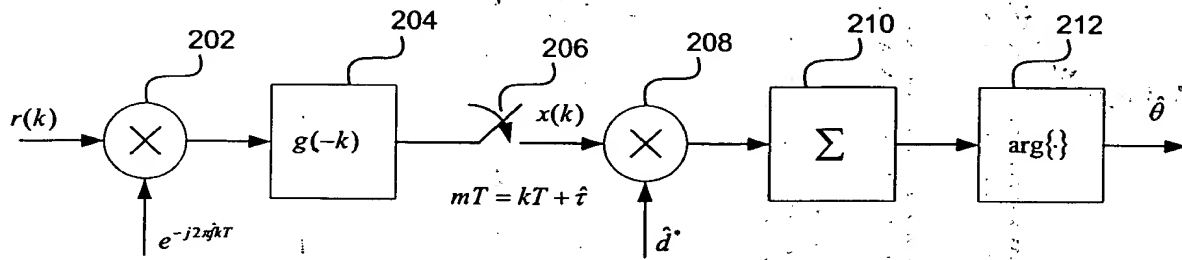 202
204
206
208
210
212
r(k)
g(−k)
x(k)
Σ
arg{·}
θ̂
mT = kT + τ̂
e^{−j2πf̂kT}
d̂*